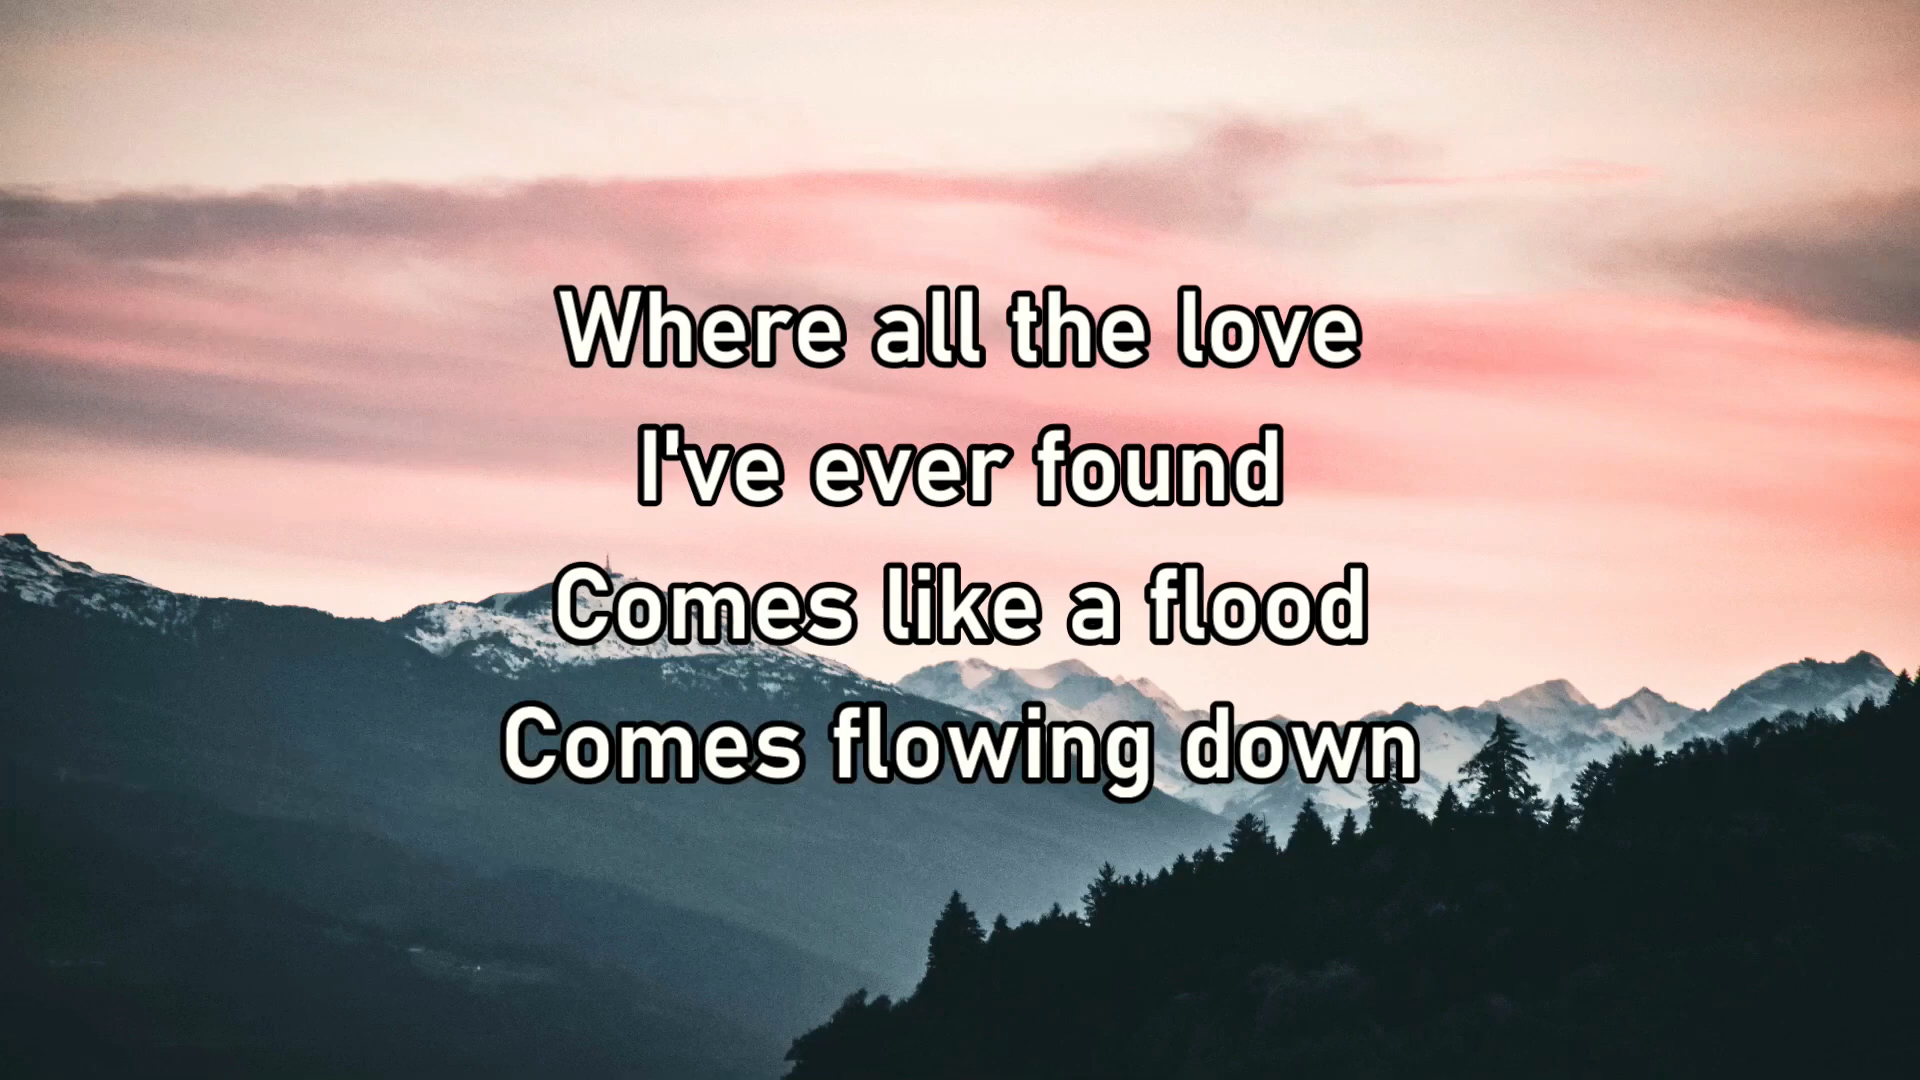 Where all the love
I've ever found
Comes like a flood
Comes flowing down